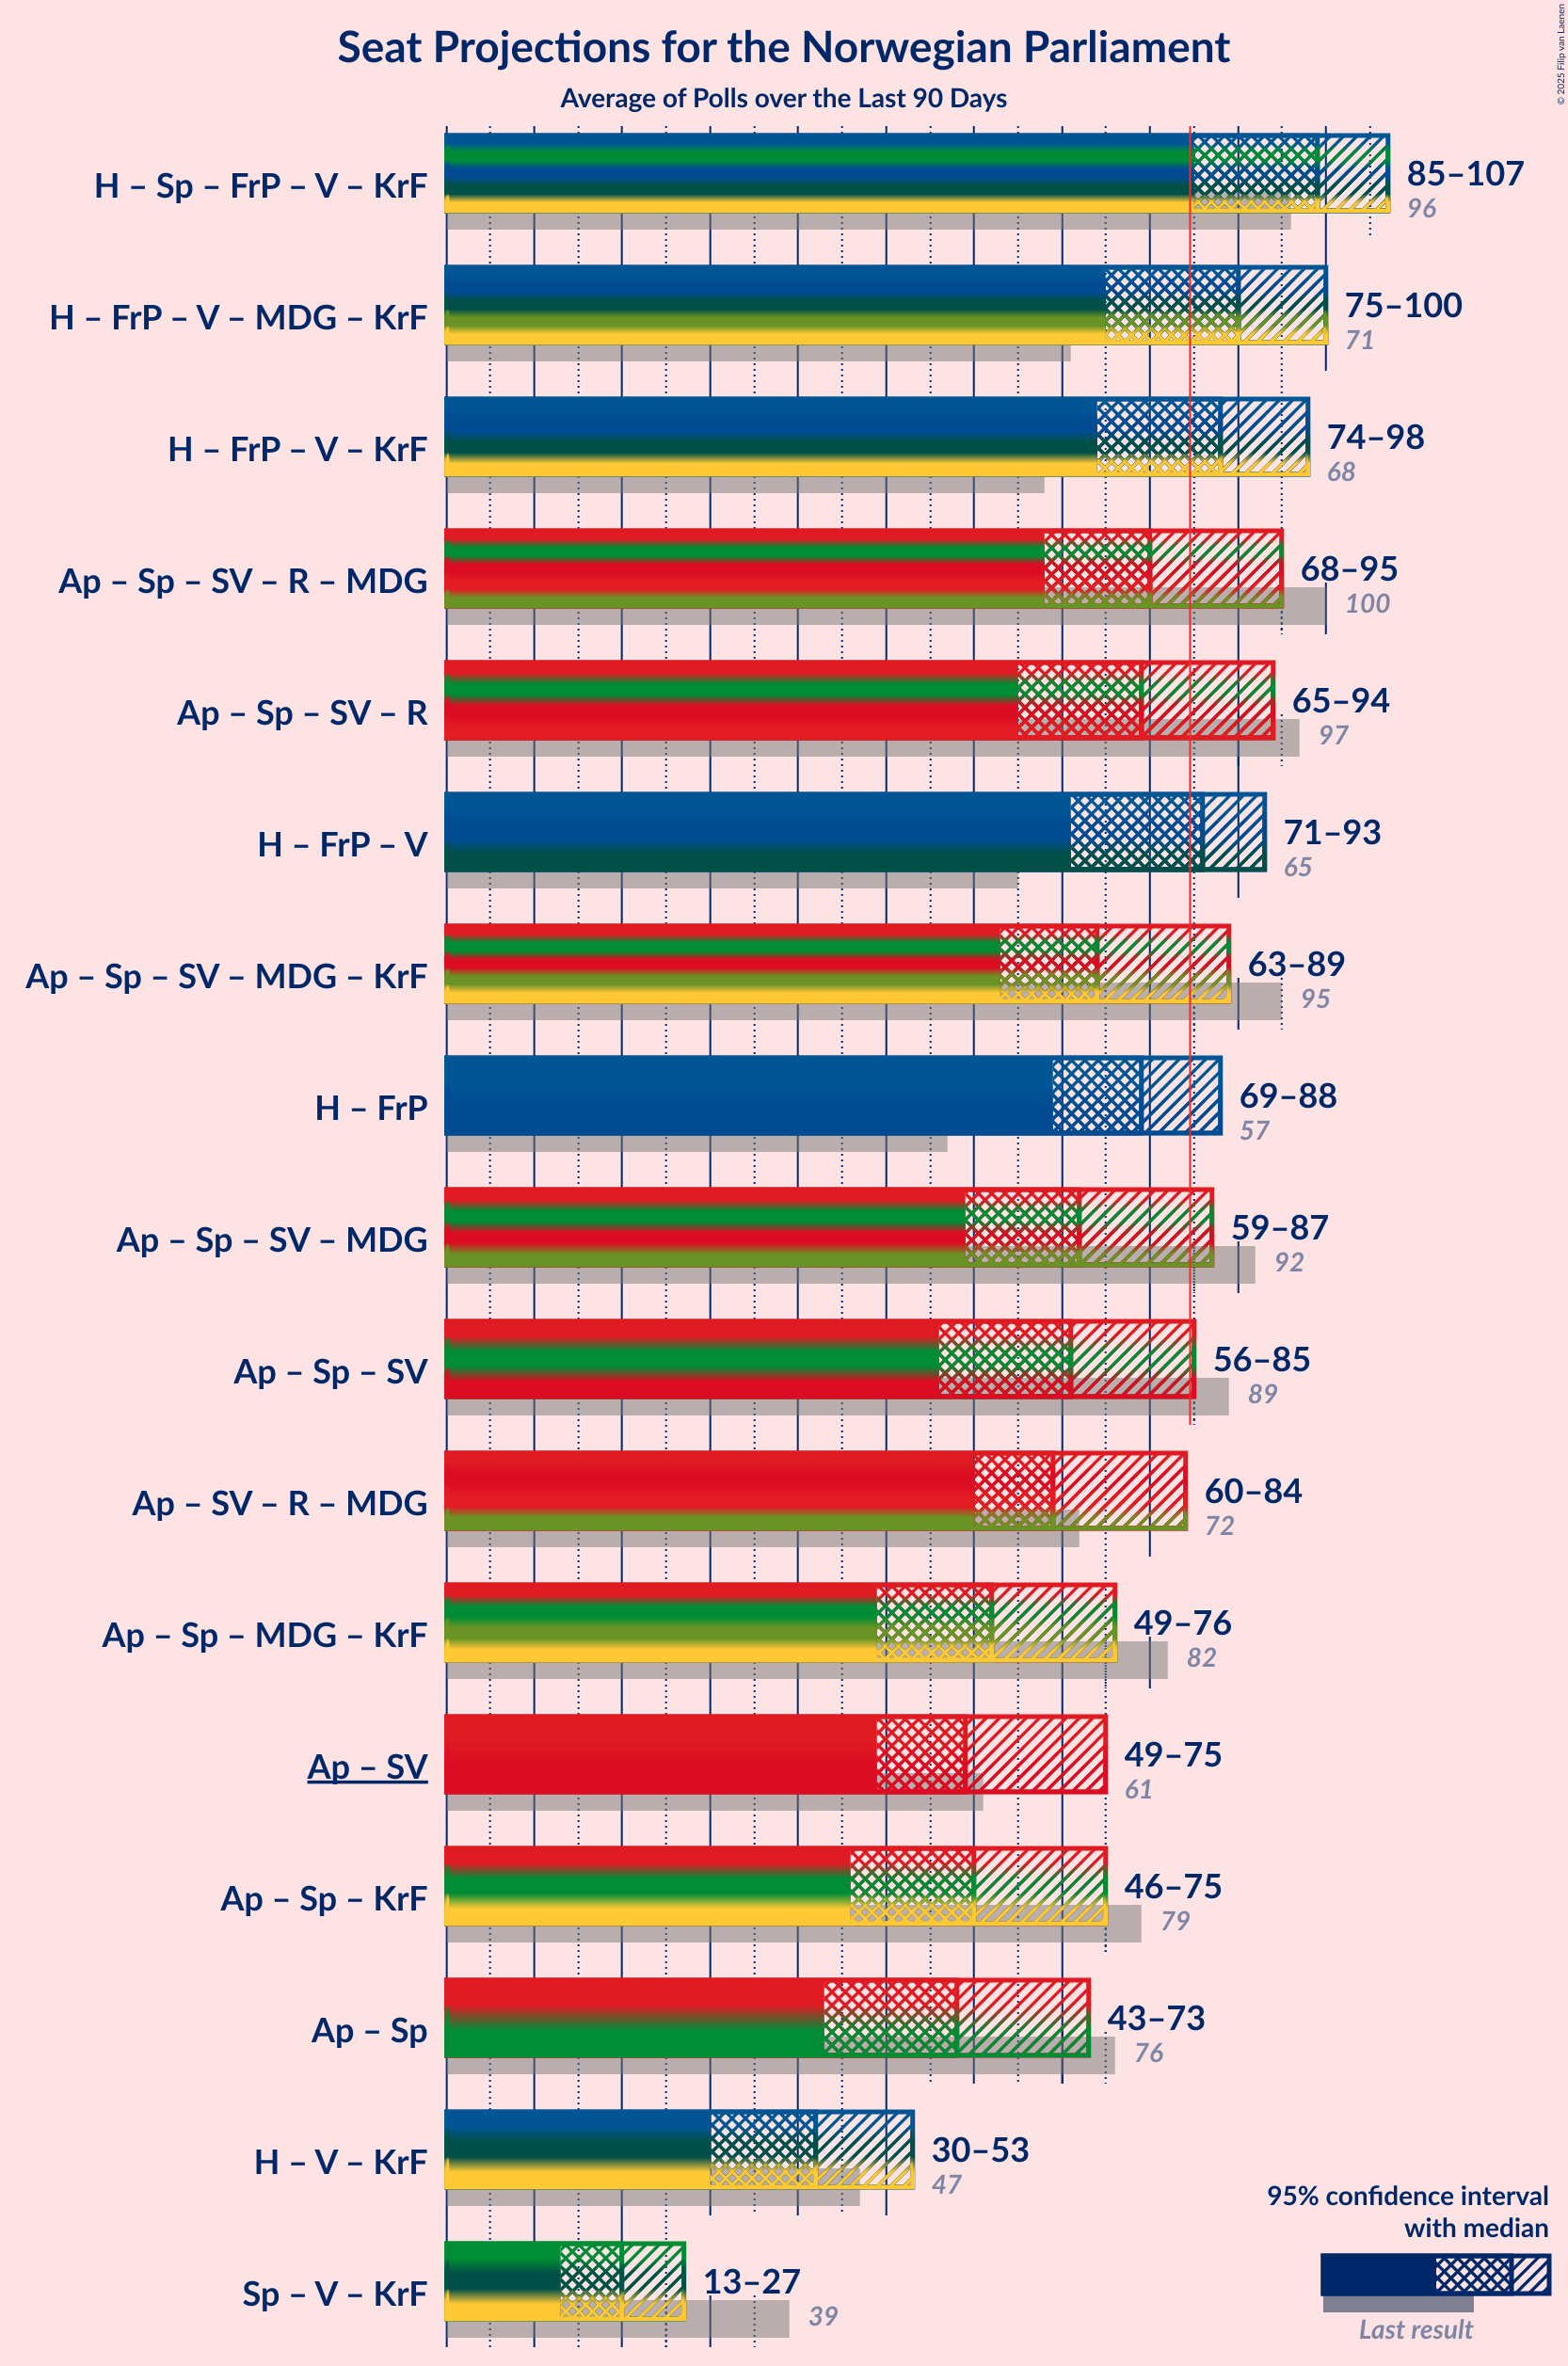 Seat Projections for the Norwegian Parliament
Average of Polls over the Last 90 Days
© 2025 Filip van Laenen
H – Sp – FrP – V – KrF
85–107
96
H – FrP – V – MDG – KrF
75–100
71
H – FrP – V – KrF
74–98
68
Ap – Sp – SV – R – MDG
68–95
100
Ap – Sp – SV – R
65–94
97
H – FrP – V
71–93
65
Ap – Sp – SV – MDG – KrF
63–89
95
H – FrP
69–88
57
Ap – Sp – SV – MDG
59–87
92
Ap – Sp – SV
56–85
89
Ap – SV – R – MDG
60–84
72
Ap – Sp – MDG – KrF
49–76
82
Ap – SV
49–75
61
Ap – Sp – KrF
46–75
79
Ap – Sp
43–73
76
H – V – KrF
30–53
47
Sp – V – KrF
13–27
39
95% confidence interval
with median
Last result